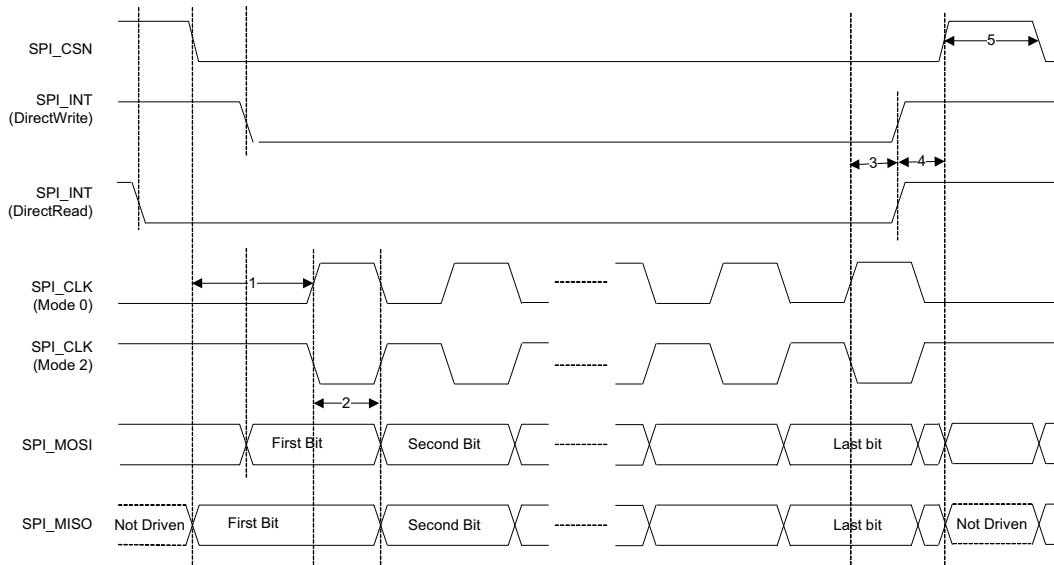 SPI_CSN
5
SPI_INT
(DirectWrite)
3
4
SPI_INT
(DirectRead)
1
SPI_CLK
(Mode 0)
SPI_CLK
(Mode 2)
2
SPI_MOSI
First Bit
Second Bit
Last bit
SPI_MISO
Not Driven
First Bit
Second Bit
Last bit
Not Driven